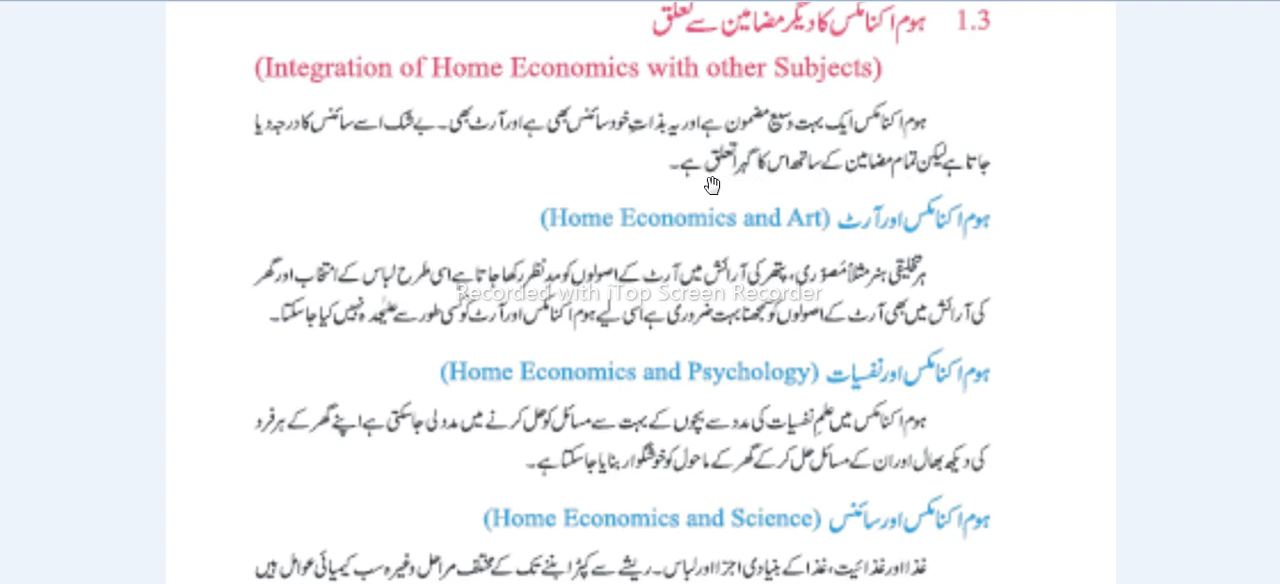 1.3 ہوم اکنامکس کا دیگر مضامین سے تعلق
(Integration of Home Economics with other Subjects)
ہوم اکنامکس ایک بہت وسیع مضمون ہے اور یہ بذاتِ خود سائنس بھی ہے اور آرٹ بھی۔ بے شک اسے سائنس کا درجہ دیا
جاتا ہے لیکن تمام مضامین کے ساتھ اس کا گہرا تعلق ہے۔
ہوم اکنامکس اور آرٹ (Home Economics and Art)
ہر تخلیقی ہنر مثلاً مُصوّری، پتھر کی آرائش میں آرٹ کے اصولوں کو مدِنظر رکھا جاتا ہے اسی طرح لباس کے انتخاب اور گھر
Recorded with iTop Screen Recorder
کی آرائش میں بھی آرٹ کے اصولوں کو سمجھنا بہت ضروری ہے اسی لیے ہوم اکنامکس اور آرٹ کو کسی طور سے علیٰحدہ نہیں کیا جا سکتا۔
ہوم اکنامکس اور نفسیات (Home Economics and Psychology)
ہوم اکنامکس میں علمِ نفسیات کی مدد سے بچوں کے بہت سے مسائل کو حل کرنے میں مدد لی جا سکتی ہے اپنے گھر کے ہر فرد
کی دیکھ بھال اور ان کے مسائل حل کر کے گھر کے ماحول کو خوشگوار بنایا جا سکتا ہے۔
ہوم اکنامکس اور سائنس (Home Economics and Science)
غذا اور غذائیت، غذا کے بنیادی اجزا اور لباس۔ ریشے سے کپڑا بننے تک کے مختلف مراحل وغیرہ سب کیمیائی عوامل ہیں